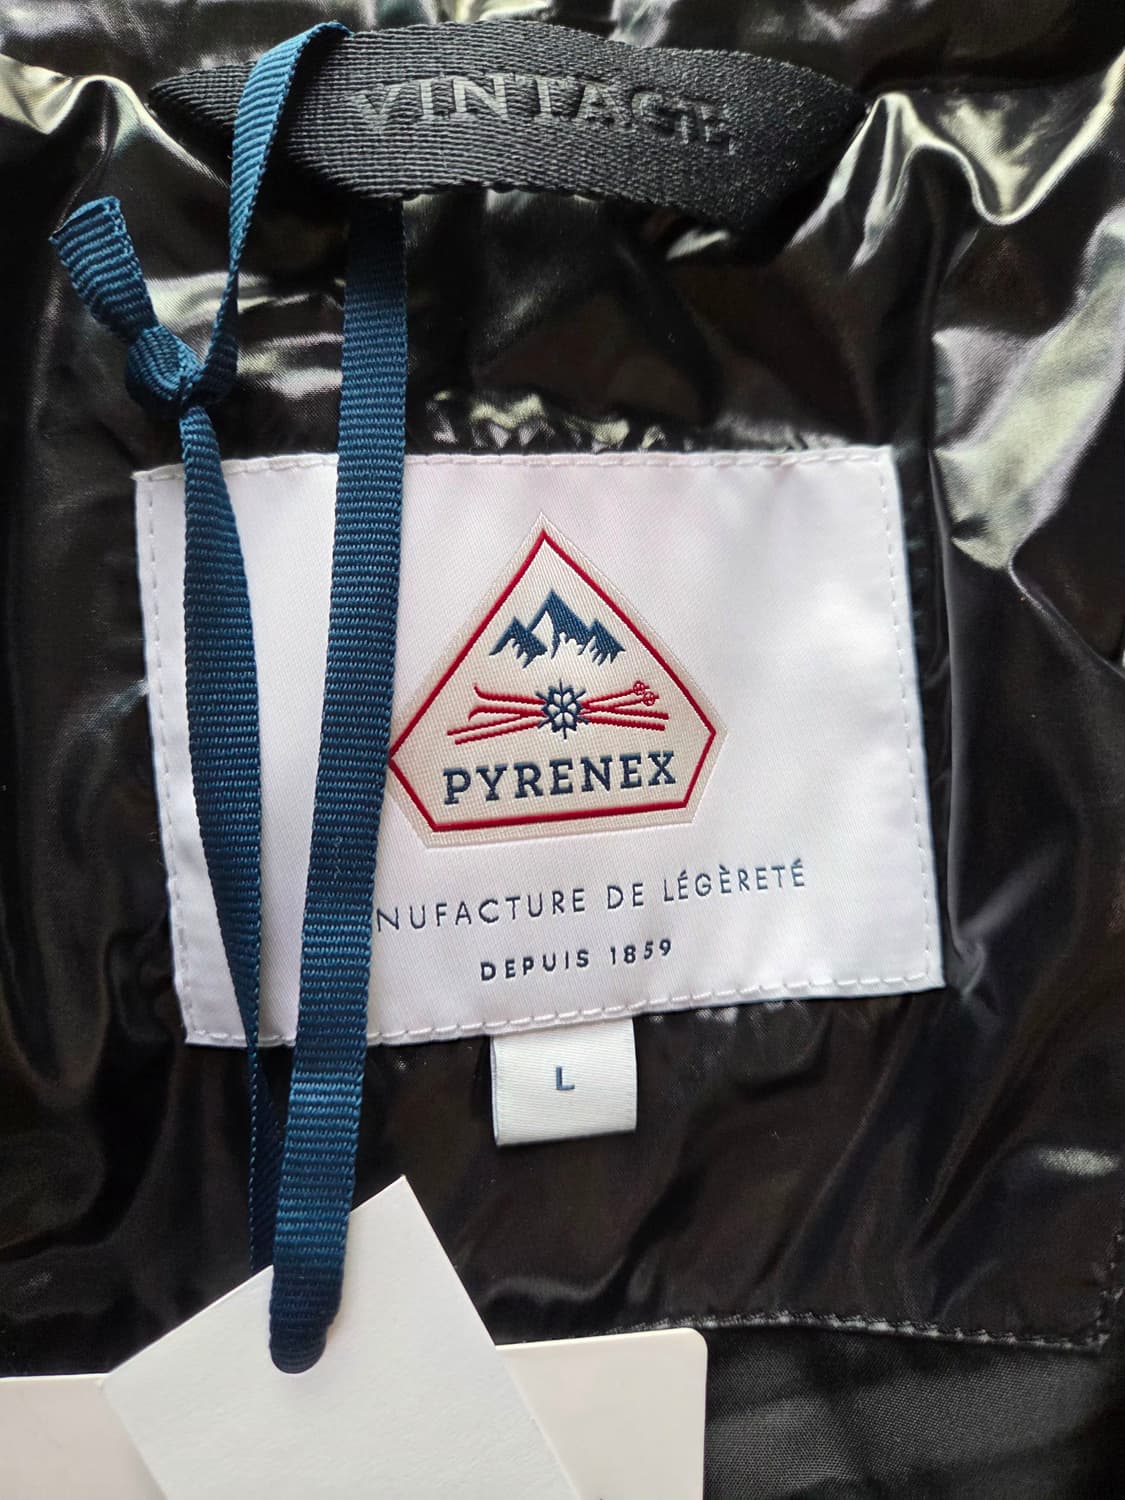 VINTAGE
PYRENEX
NUFACTURE DE LÉGÈRETÉ
DEPUIS 1859
L